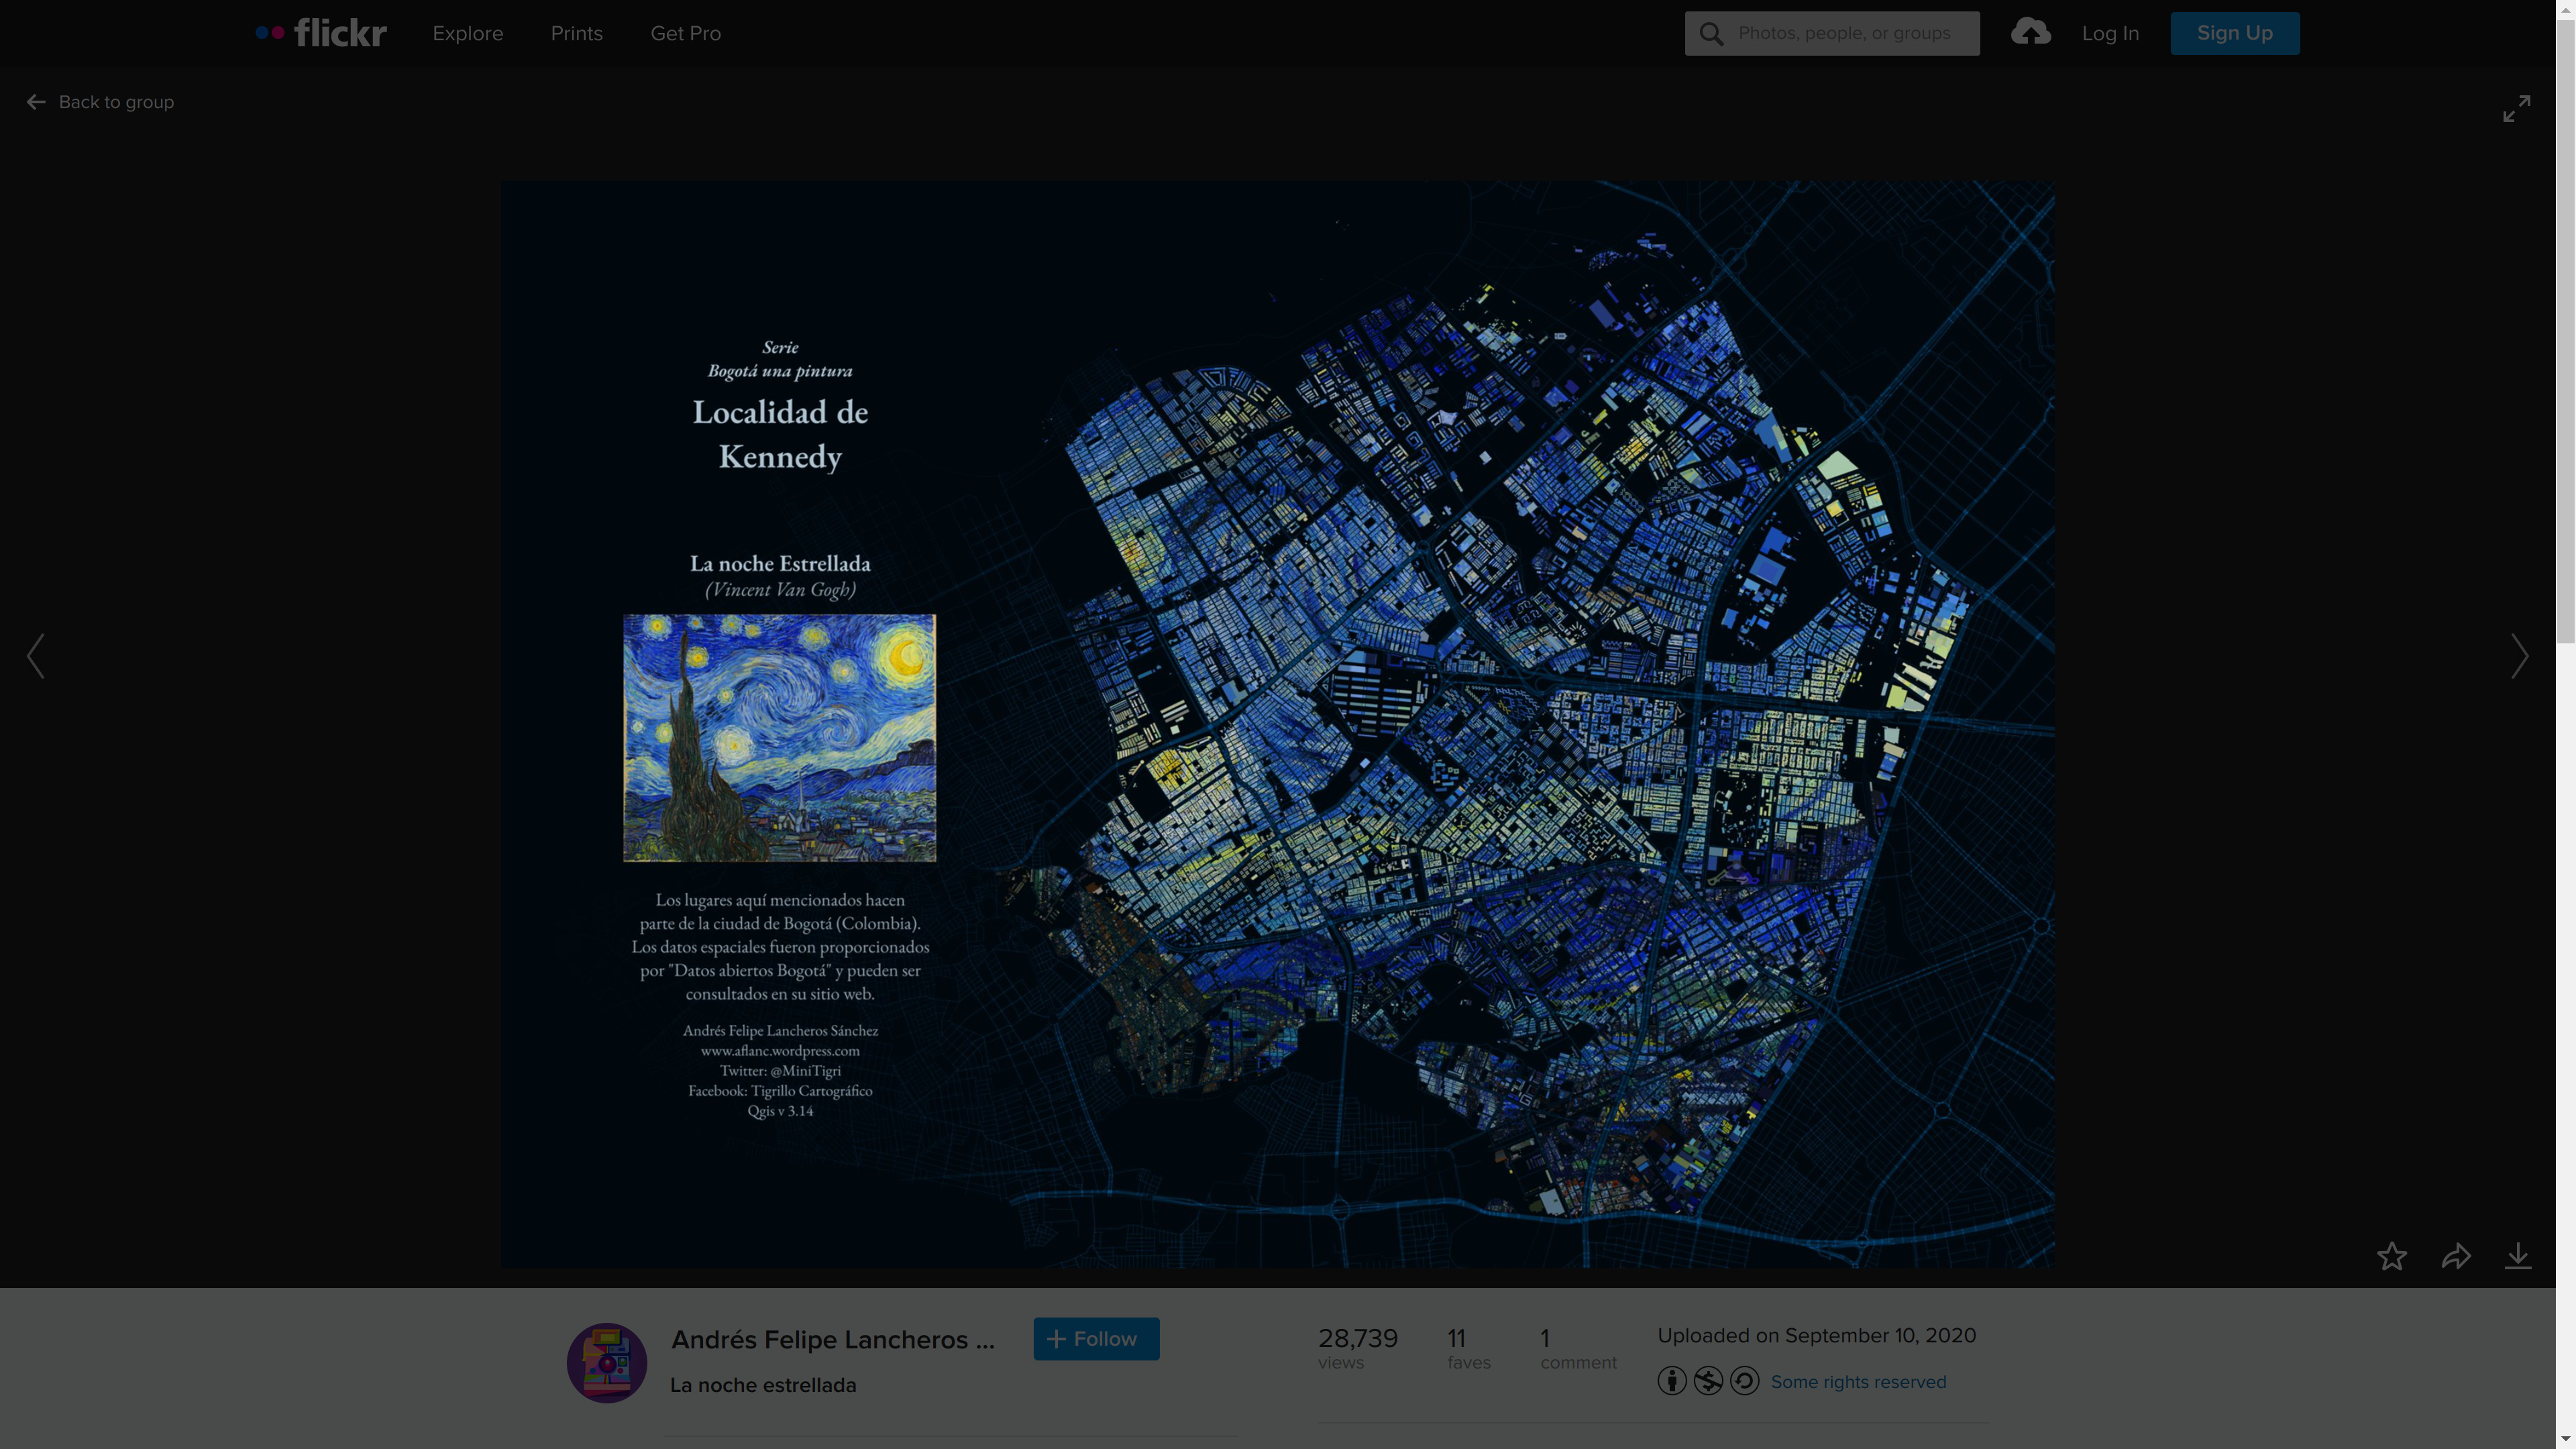 flickr
Explore
Prints
Get Pro
Photos, people, or groups
Log In
Sign Up
Back to group
Serie
Bogotá una pintura
Localidad de
Kennedy
La noche Estrellada
(Vincent Van Gogh)
Los lugares aquí mencionados hacen
parte de la ciudad de Bogotá (Colombia).
Los datos espaciales fueron proporcionados
por "Datos abiertos Bogotá" y pueden ser
consultados en su sitio web.
Andrés Felipe Lancheros Sánchez
www.aflanc.wordpress.com
Twitter: @MiniTigri
Facebook: Tigrillo Cartográfico
Qgis v 3.14
Andrés Felipe Lancheros ...
+ Follow
La noche estrellada
28,739
views
11
faves
1
comment
Uploaded on September 10, 2020
Some rights reserved